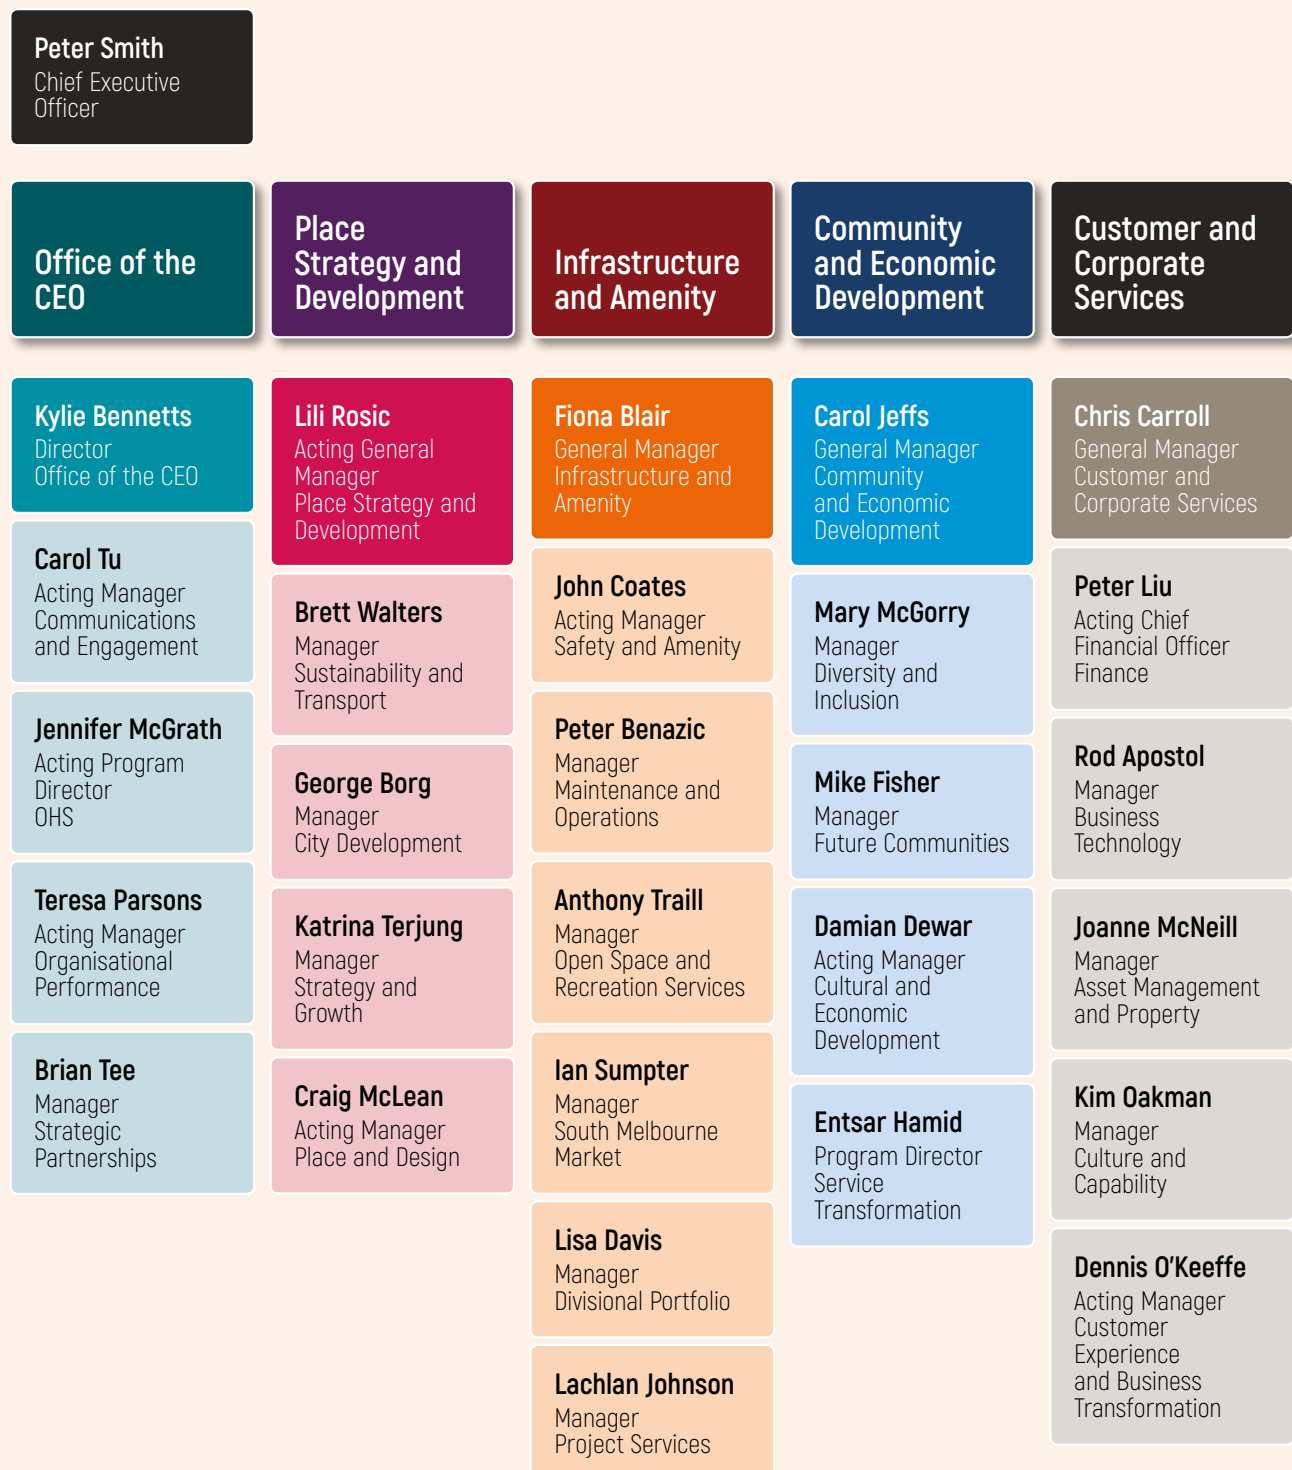 Peter Smith
Chief Executive
Officer
Office of the
CEO
Kylie Bennetts
Director
Office of the CEO
Carol Tu
Acting Manager
Communications
and Engagement
Jennifer McGrath
Acting Program
Director
OHS
Teresa Parsons
Acting Manager
Organisational
Performance
Brian Tee
Manager
Strategic
Partnerships
Place
Strategy and
Development
Lili Rosic
Acting General
Manager
Place Strategy and
Development
Brett Walters
Manager
Sustainability and
Transport
George Borg
Manager
City Development
Katrina Terjung
Manager
Strategy and
Growth
Craig McLean
Acting Manager
Place and Design
Infrastructure
and Amenity
Fiona Blair
General Manager
Infrastructure and
Amenity
John Coates
Acting Manager
Safety and Amenity
Peter Benazic
Manager
Maintenance and
Operations
Anthony Traill
Manager
Open Space and
Recreation Services
Ian Sumpter
Manager
South Melbourne
Market
Lisa Davis
Manager
Divisional Portfolio
Lachlan Johnson
Manager
Project Services
Community
and Economic
Development
Carol Jeffs
General Manager
Community
and Economic
Development
Mary McGorry
Manager
Diversity and
Inclusion
Mike Fisher
Manager
Future Communities
Damian Dewar
Acting Manager
Cultural and
Economic
Development
Entsar Hamid
Program Director
Service
Transformation
Customer and
Corporate
Services
Chris Carroll
General Manager
Customer and
Corporate Services
Peter Liu
Acting Chief
Financial Officer
Finance
Rod Apostol
Manager
Business
Technology
Joanne McNeill
Manager
Asset Management
and Property
Kim Oakman
Manager
Culture and
Capability
Dennis O'Keeffe
Acting Manager
Customer
Experience
and Business
Transformation